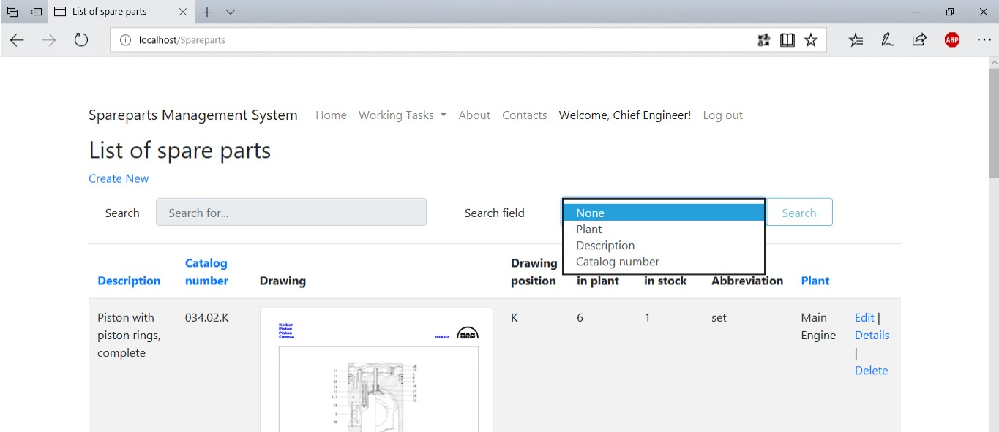 List of spare parts
localhost/Spareparts
ABP
Spareparts Management System Home Working Tasks About Contacts Welcome, Chief Engineer! Log out
List of spare parts
Create New
Search Search for... Search field None Search
Plant
Description
Catalog number
Description Catalog number Drawing Drawing position in plant in stock Abbreviation Plant
Piston with 034.02.K K 6 1 set Main Edit |
piston rings, Engine Details
complete |
Delete
Kolben
Piston
Piston
Émbolo
034.02
MAN
B&W